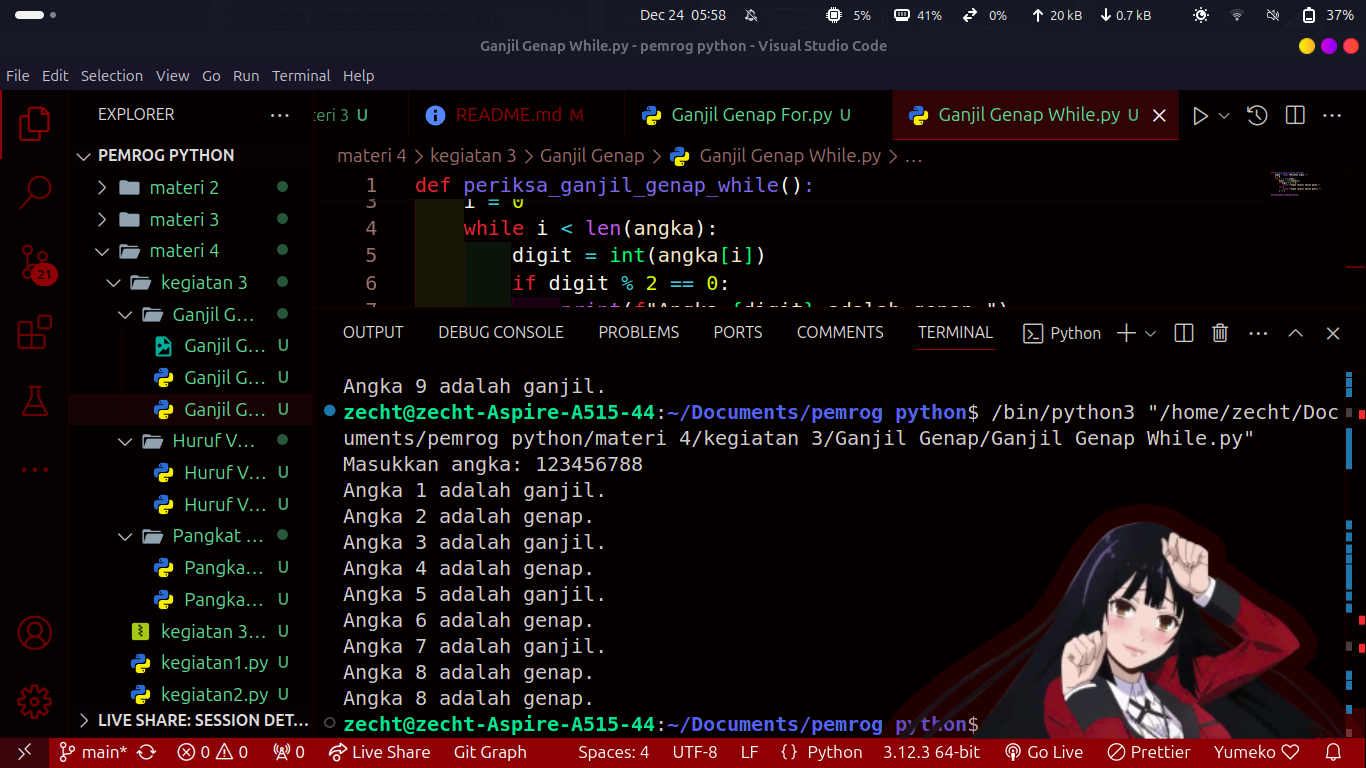 Dec 24 05:58 5% 41% 0% 20 kB 0.7 kB 37%
Ganjil Genap While.py - pemrog python - Visual Studio Code
File Edit Selection View Go Run Terminal Help
EXPLORER
eri 3 U README.md M Ganjil Genap For.py U Ganjil Genap While.py U
PEMROG PYTHON
materi 2
materi 3
materi 4
kegiatan 3
Ganjil G...
Ganjil G... U
Ganjil G... U
Ganjil G... U
Huruf V...
Huruf V... U
Huruf V... U
Pangkat ...
Pangka... U
Pangka... U
kegiatan 3... U
kegiatan1.py U
kegiatan2.py U
LIVE SHARE: SESSION DET...
21
materi 4 > kegiatan 3 > Ganjil Genap > Ganjil Genap While.py > ...
1 def periksa_ganjil_genap_while():
3 i = 0
4 while i < len(angka):
5 digit = int(angka[i])
6 if digit % 2 == 0:
7 print(f"Angka {digit} adalah genap.")
OUTPUT DEBUG CONSOLE PROBLEMS PORTS COMMENTS TERMINAL Python
Angka 9 adalah ganjil.
zecht@zecht-Aspire-A515-44:~/Documents/pemrog python$ /bin/python3 "/home/zecht/Doc
uments/pemrog python/materi 4/kegiatan 3/Ganjil Genap/Ganjil Genap While.py"
Masukkan angka: 123456788
Angka 1 adalah ganjil.
Angka 2 adalah genap.
Angka 3 adalah ganjil.
Angka 4 adalah genap.
Angka 5 adalah ganjil.
Angka 6 adalah genap.
Angka 7 adalah ganjil.
Angka 8 adalah genap.
Angka 8 adalah genap.
zecht@zecht-Aspire-A515-44:~/Documents/pemrog python$
main* 0 0 0 Live Share Git Graph Spaces: 4 UTF-8 LF {} Python 3.12.3 64-bit Go Live Prettier Yumeko ♡